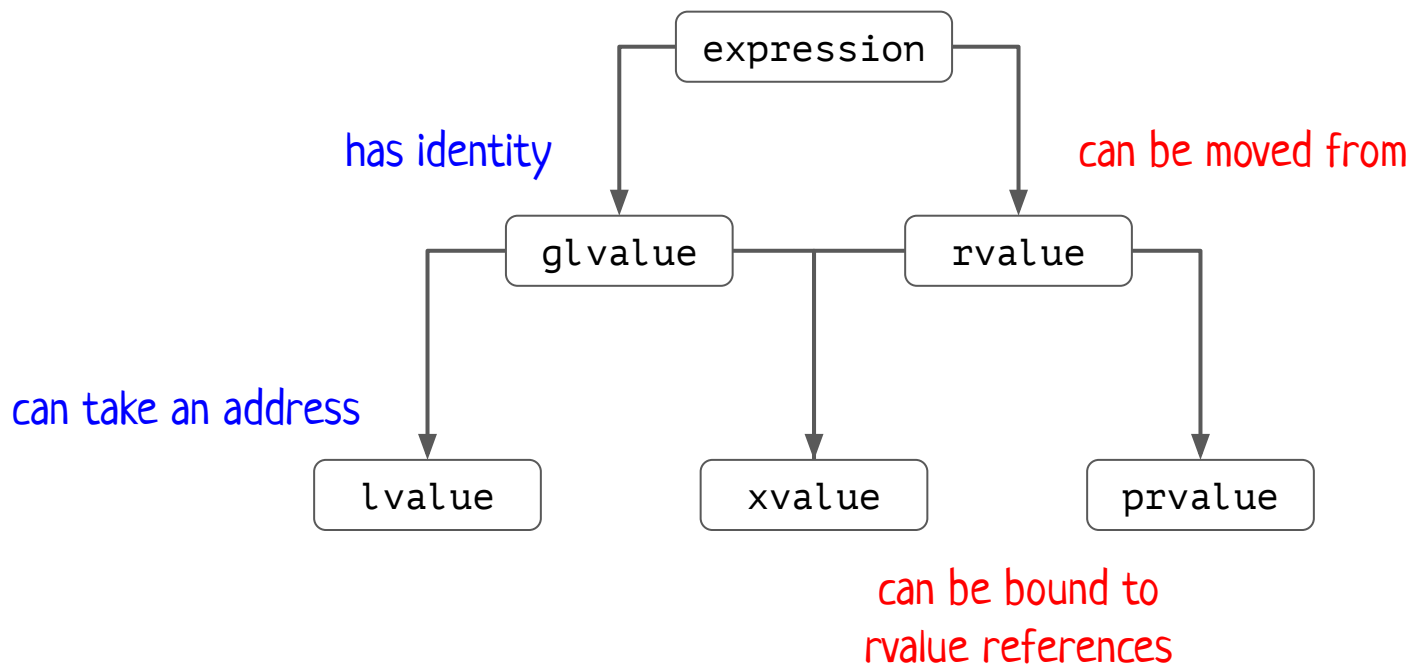 expression
has identity
can be moved from
glvalue
rvalue
can take an address
lvalue
xvalue
prvalue
can be bound to
rvalue references